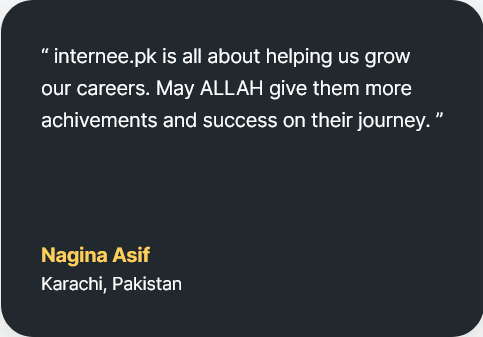 “ internee.pk is all about helping us grow
our careers. May ALLAH give them more
achivements and success on their journey. ”
Nagina Asif
Karachi, Pakistan